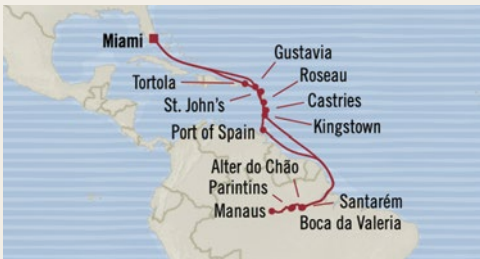 Miami
Gustavia
Roseau
Tortola
St. John's
Castries
Kingstown
Port of Spain
Alter do Chão
Parintins
Santarém
Manaus
Boca da Valeria